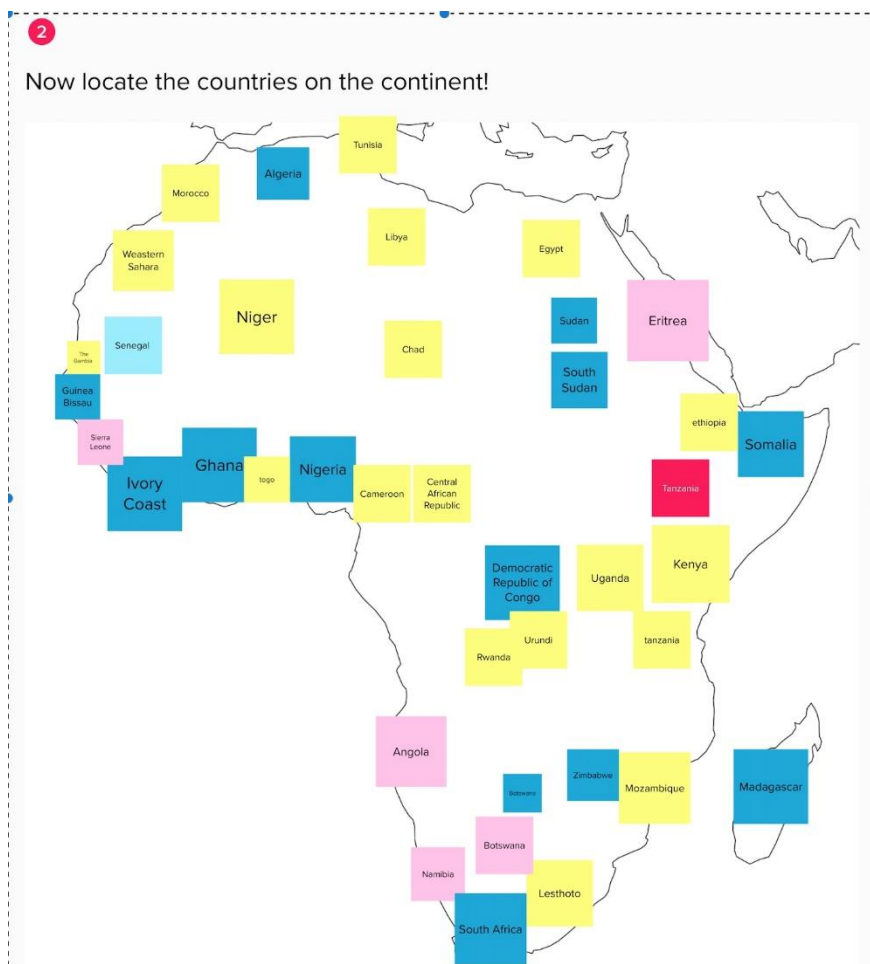 2
Now locate the countries on the continent!
Tunisia
Algeria
Morocco
Libya
Egypt
Weastern
Sahara
Niger
Sudan
Eritrea
Senegal
Chad
The
Gambia
South
Sudan
Guinea
Bissau
ethiopia
Sierra
Leone
Somalia
Ghana
Ivory
Coast
togo
Nigeria
Cameroon
Central
African
Republic
Tanzania
Democratic
Republic of
Congo
Uganda
Kenya
Urundi
tanzania
Rwanda
Angola
Zimbabwe
Mozambique
Madagascar
Botswana
Botswana
Namibia
Lesthoto
South Africa